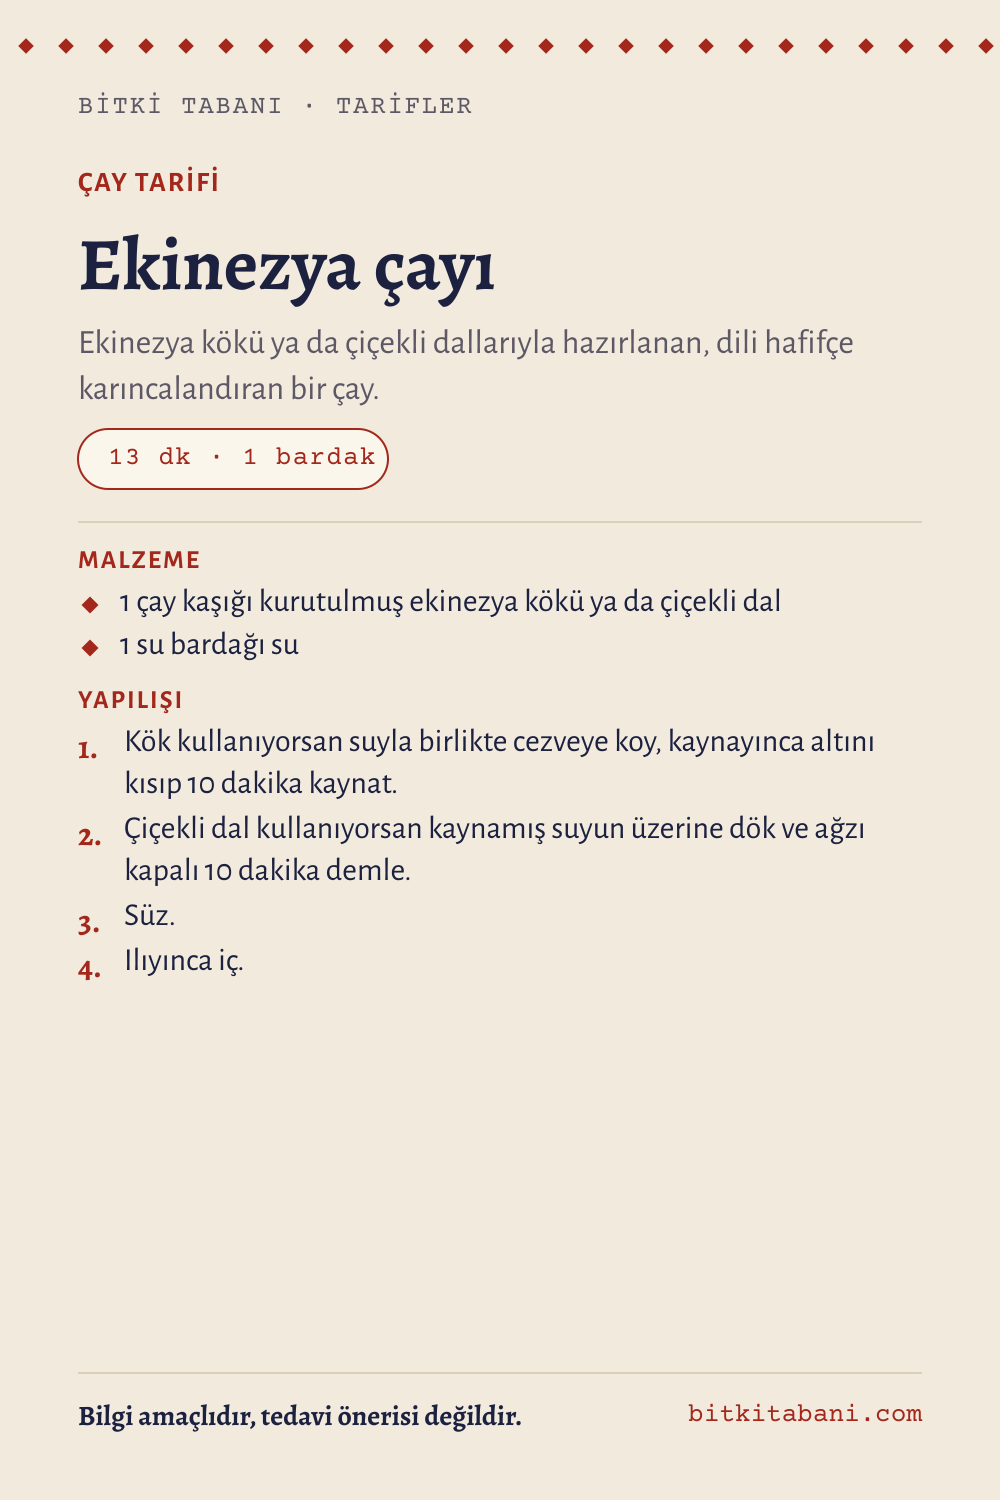 BİTKİ TABANI · TARİFLER
ÇAY TARİFİ
Ekinezya çayı
Ekinezya kökü ya da çiçekli dallarıyla hazırlanan, dili hafifçe
karıncalandıran bir çay.
13 dk · 1 bardak
MALZEME
◆ 1 çay kaşığı kurutulmuş ekinezya kökü ya da çiçekli dal
◆ 1 su bardağı su
YAPILIŞI
1. Kök kullanıyorsan suyla birlikte cezveye koy, kaynayınca altını
kısıp 10 dakika kaynat.
2. Çiçekli dal kullanıyorsan kaynamış suyun üzerine dök ve ağzı
kapalı 10 dakika demle.
3. Süz.
4. Ilıyınca iç.
Bilgi amaçlıdır, tedavi önerisi değildir.
bitkitabani.com